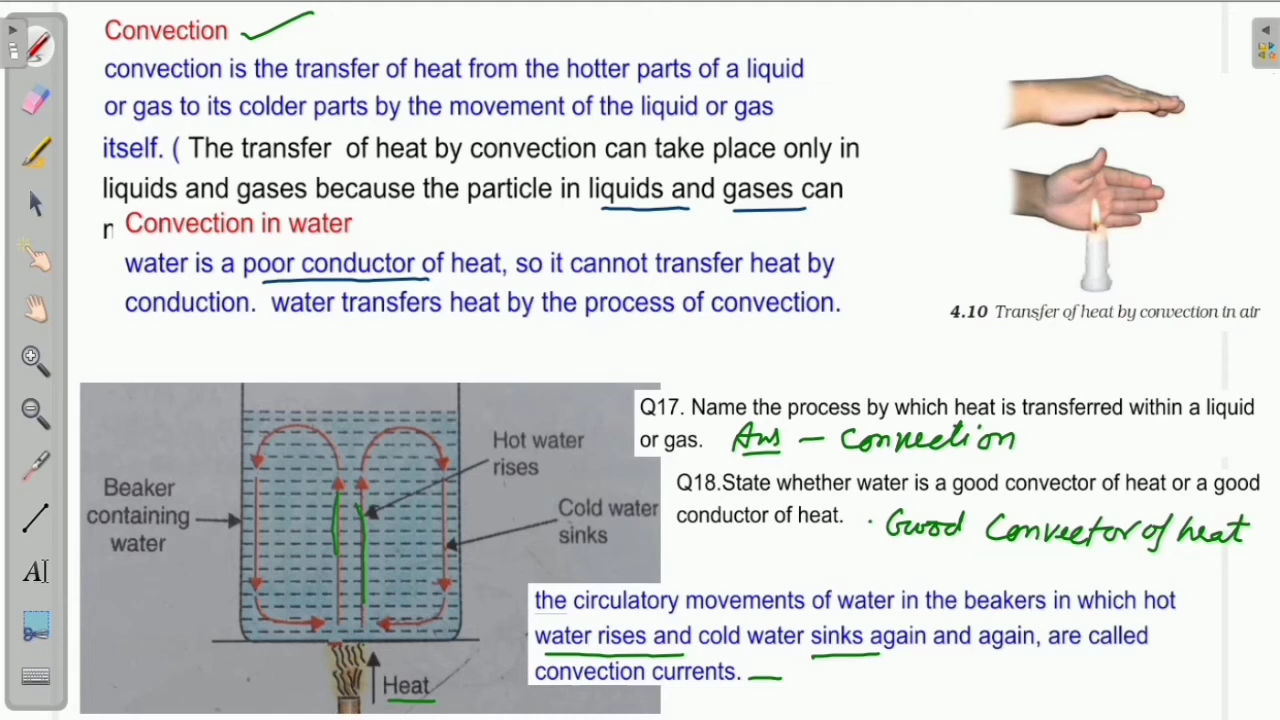 Convection
convection is the transfer of heat from the hotter parts of a liquid
or gas to its colder parts by the movement of the liquid or gas
itself. ( The transfer of heat by convection can take place only in
liquids and gases because the particle in liquids and gases can
Convection in water
water is a poor conductor of heat, so it cannot transfer heat by
conduction. water transfers heat by the process of convection.
4.10 Transfer of heat by convection in air
Beaker
containing
water
Hot water
rises
Cold water
sinks
Heat
Q17. Name the process by which heat is transferred within a liquid
or gas. Ans - Convection
Q18.State whether water is a good convector of heat or a good
conductor of heat. . Good Convector of heat
the circulatory movements of water in the beakers in which hot
water rises and cold water sinks again and again, are called
convection currents.
AI